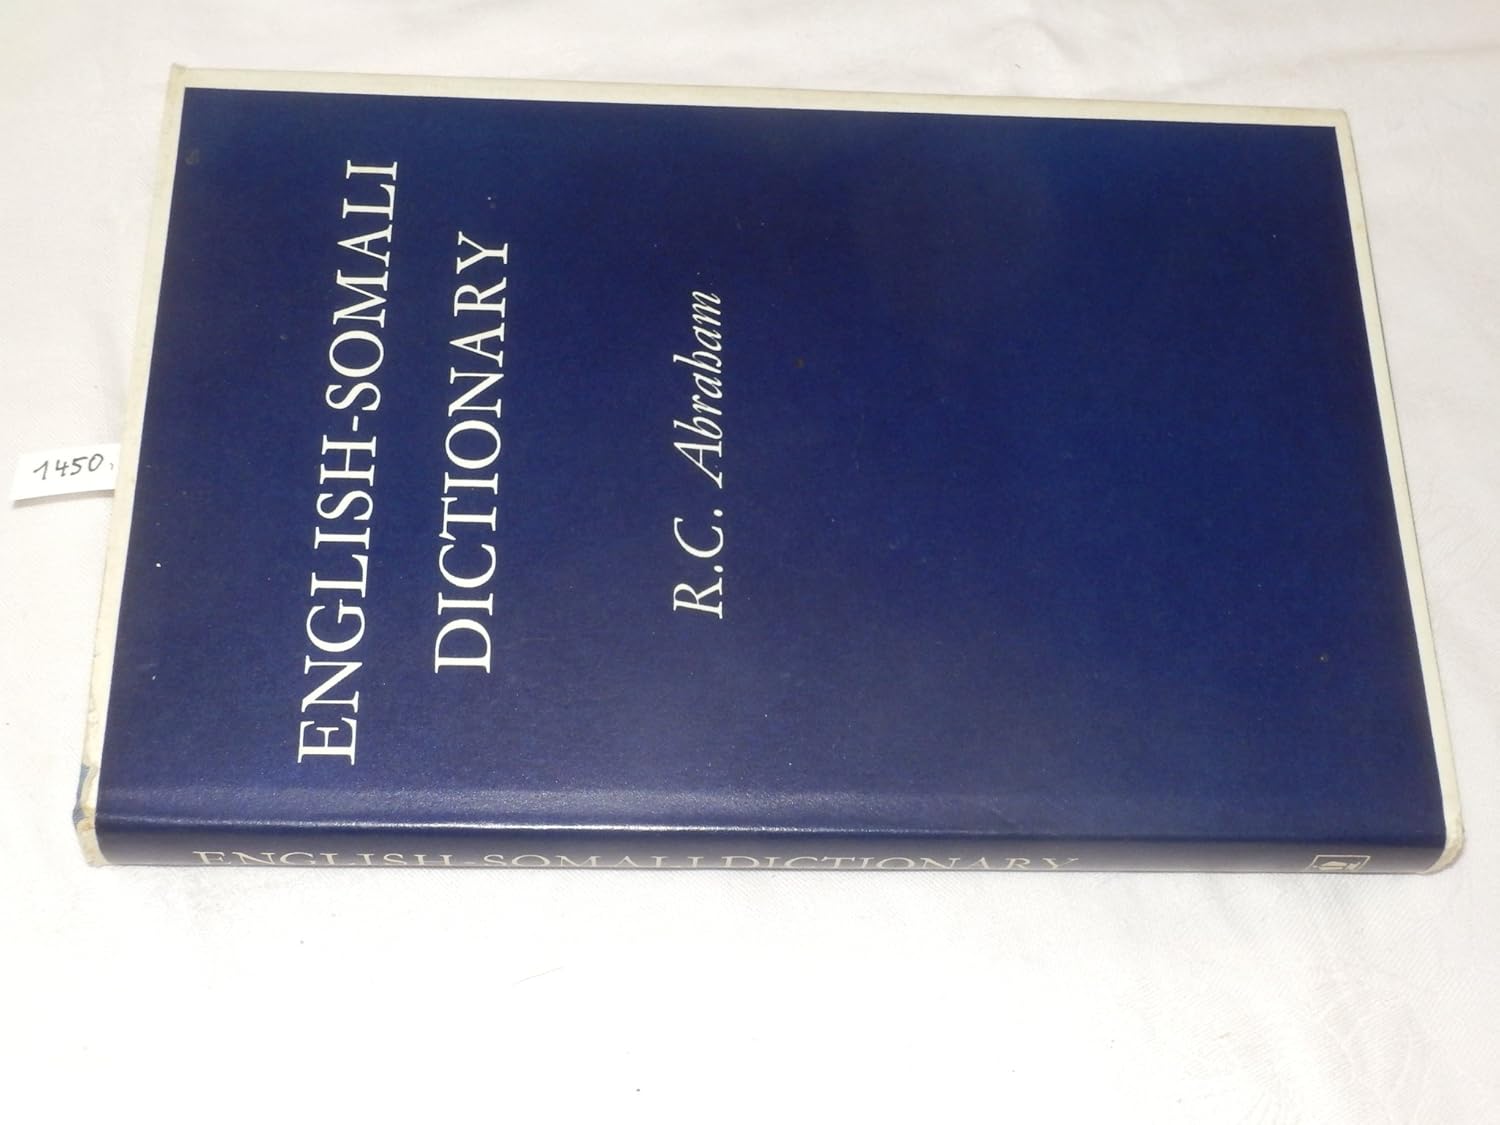 ENGLISH-SOMALI
DICTIONARY
R.C. Abraham
ENGLISH-SOMALI DICTIONARY
1450.